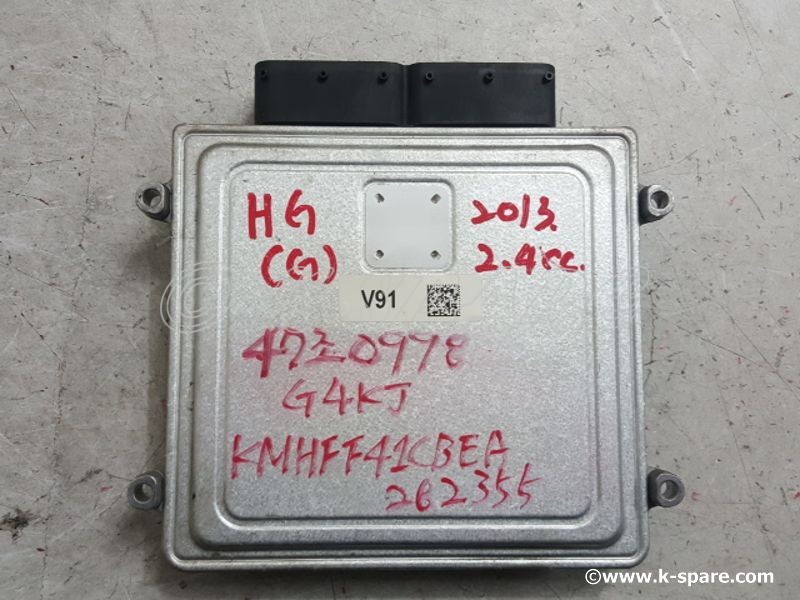 HG
2013.
(G)
2.4cc.
V91
47조0978
G4KJ
KMHFF41CBEA
282355
©www.k-spare.com